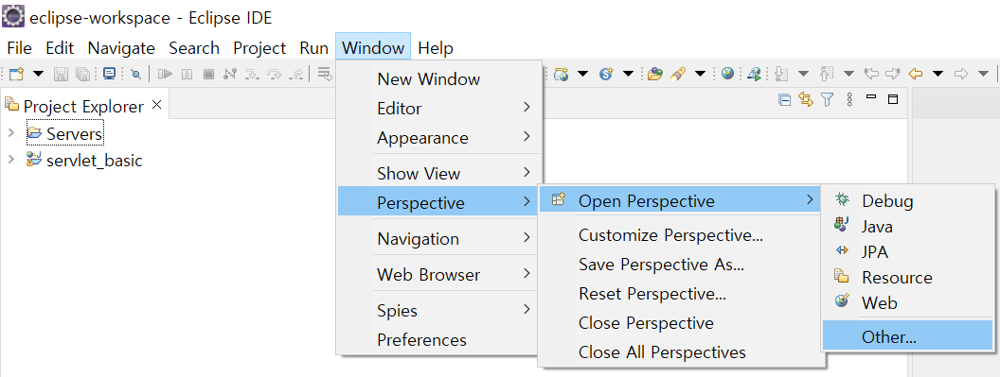 eclipse-workspace - Eclipse IDE
File Edit Navigate Search Project Run Window Help
Project Explorer
Servers
servlet_basic
New Window
Editor
Appearance
Show View
Perspective
Navigation
Web Browser
Spies
Preferences
Open Perspective
Customize Perspective...
Save Perspective As...
Reset Perspective...
Close Perspective
Close All Perspectives
Debug
Java
JPA
Resource
Web
Other...